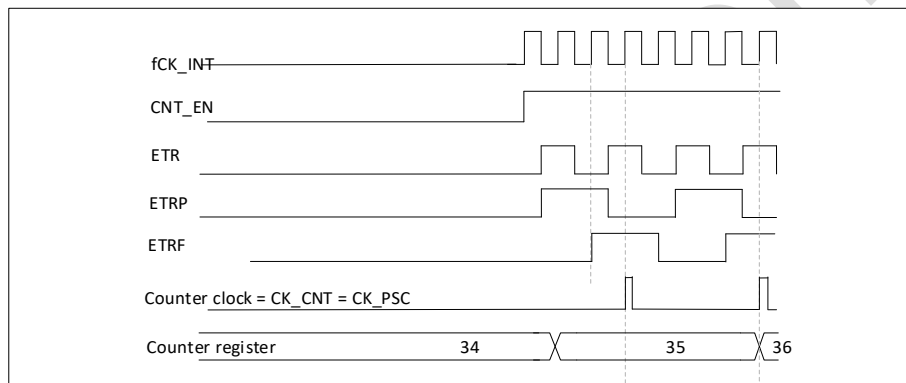 fCK_INT
CNT_EN
ETR
ETRP
ETRF
Counter clock = CK_CNT = CK_PSC
Counter register 34 35 36